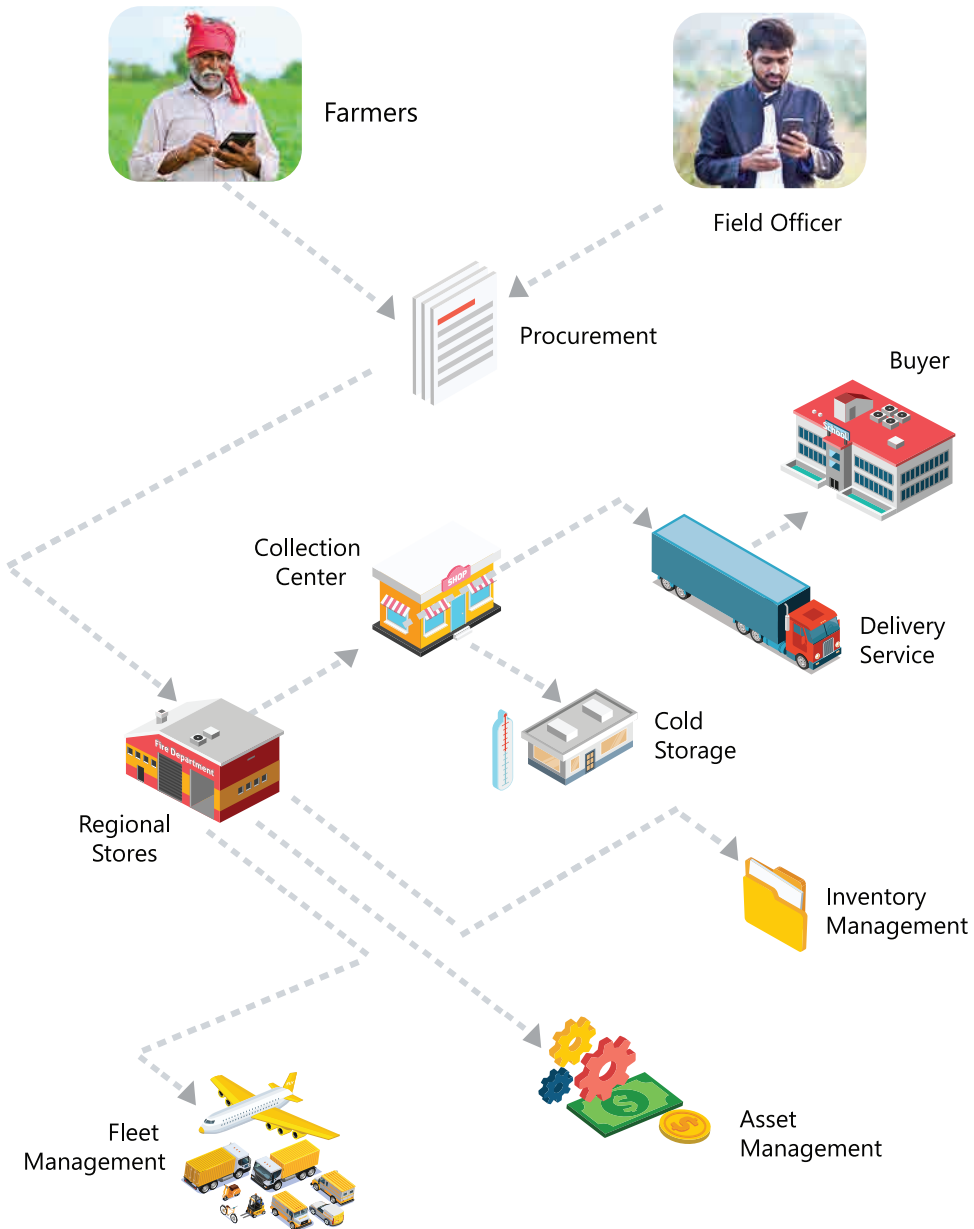 Farmers
Field Officer
Procurement
Buyer
School
Collection
Center
SHOP
Delivery
Service
Cold
Storage
Fire Department
Regional
Stores
Inventory
Management
Asset
Management
Fleet
Management